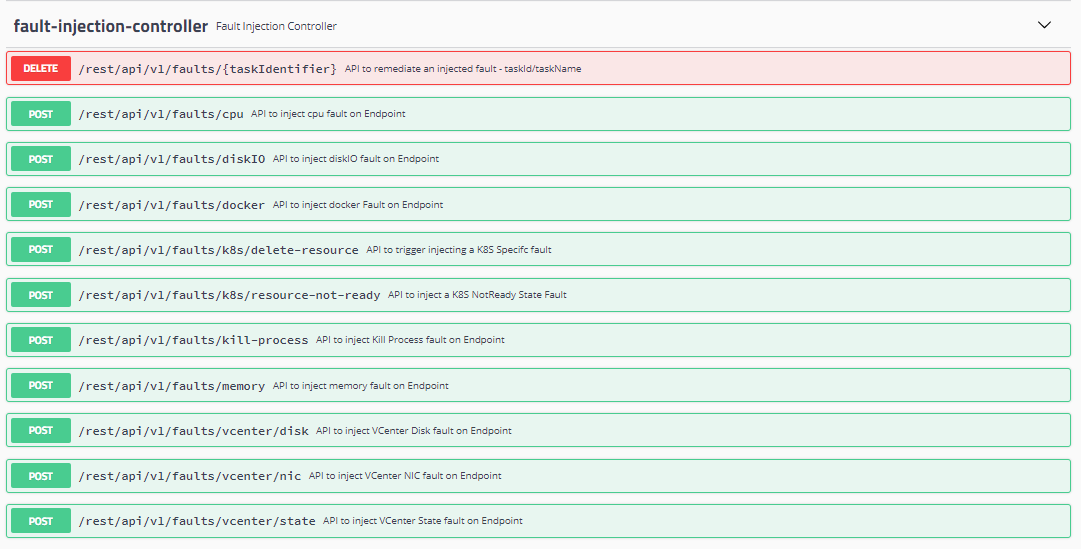 fault-injection-controller Fault Injection Controller
DELETE /rest/api/v1/faults/{taskIdentifier} API to remediate an injected fault - taskId/taskName
POST /rest/api/v1/faults/cpu API to inject cpu fault on Endpoint
POST /rest/api/v1/faults/diskIO API to inject diskIO fault on Endpoint
POST /rest/api/v1/faults/docker API to inject docker Fault on Endpoint
POST /rest/api/v1/faults/k8s/delete-resource API to trigger injecting a K8S Specifc fault
POST /rest/api/v1/faults/k8s/resource-not-ready API to inject a K8S NotReady State Fault
POST /rest/api/v1/faults/kill-process API to inject Kill Process fault on Endpoint
POST /rest/api/v1/faults/memory API to inject memory fault on Endpoint
POST /rest/api/v1/faults/vcenter/disk API to inject VCenter Disk fault on Endpoint
POST /rest/api/v1/faults/vcenter/nic API to inject VCenter NIC fault on Endpoint
POST /rest/api/v1/faults/vcenter/state API to inject VCenter State fault on Endpoint